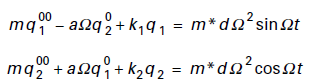 mq₁⁰⁰ − aΩq₂⁰ + k₁q₁ = m*dΩ² sin Ωt
mq₂⁰⁰ + aΩq₁⁰ + k₂q₂ = m*dΩ² cos Ωt